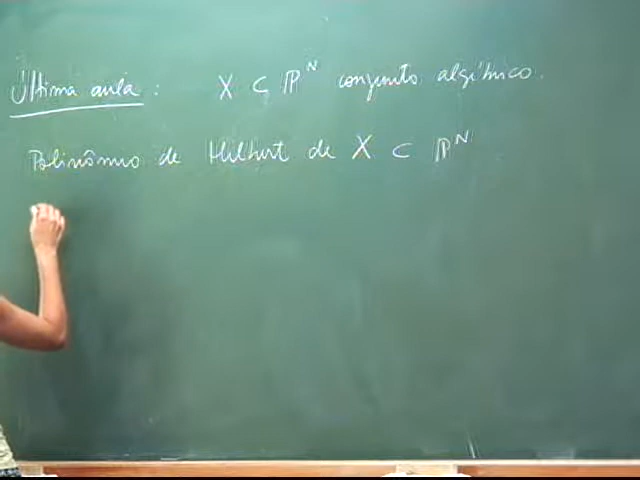 Última aula : X ⊂ ℙᴺ conjunto algébrico.
Polinômio de Hilbert de X ⊂ ℙᴺ